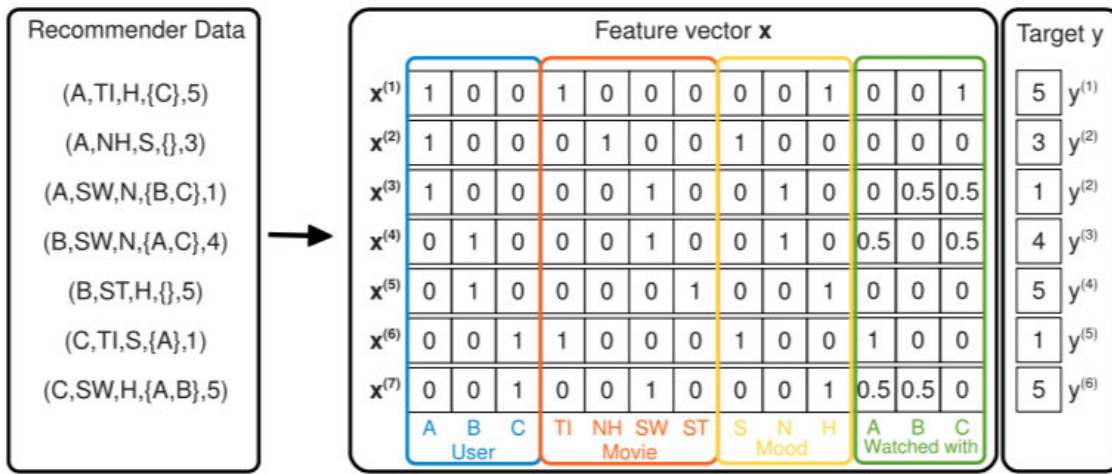 Recommender Data
(A,TI,H,{C},5)
(A,NH,S,{},3)
(A,SW,N,{B,C},1)
(B,SW,N,{A,C},4)
(B,ST,H,{},5)
(C,TI,S,{A},1)
(C,SW,H,{A,B},5)
Feature vector x
x(1) 1 0 0 1 0 0 0 0 0 1 0 0 1
x(2) 1 0 0 0 1 0 0 1 0 0 0 0 0
x(3) 1 0 0 0 0 1 0 0 1 0 0 0.5 0.5
x(4) 0 1 0 0 0 1 0 0 1 0 0.5 0 0.5
x(5) 0 1 0 0 0 0 1 0 0 1 0 0 0
x(6) 0 0 1 1 0 0 0 1 0 0 1 0 0
x(7) 0 0 1 0 0 1 0 0 0 1 0.5 0.5 0
A B C TI NH SW ST S N H A B C
User Movie Mood Watched with
Target y
5 y(1)
3 y(2)
1 y(2)
4 y(3)
5 y(4)
1 y(5)
5 y(6)